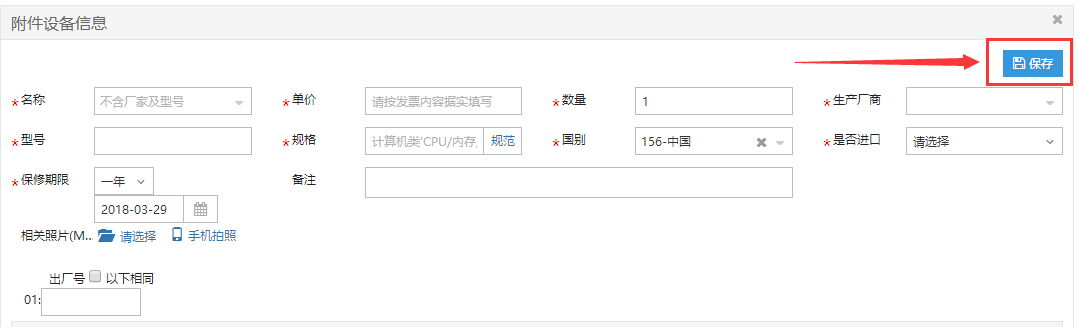 附件设备信息
保存
名称 不含厂家及型号 单价 请按发票内容据实填写 数量 1 生产厂商
型号 规格 计算机类'CPU/内存, 规范 国别 156-中国 是否进口 请选择
保修期限 一年 备注
2018-03-29
相关照片(M... 请选择 手机拍照
出厂号 以下相同
01: